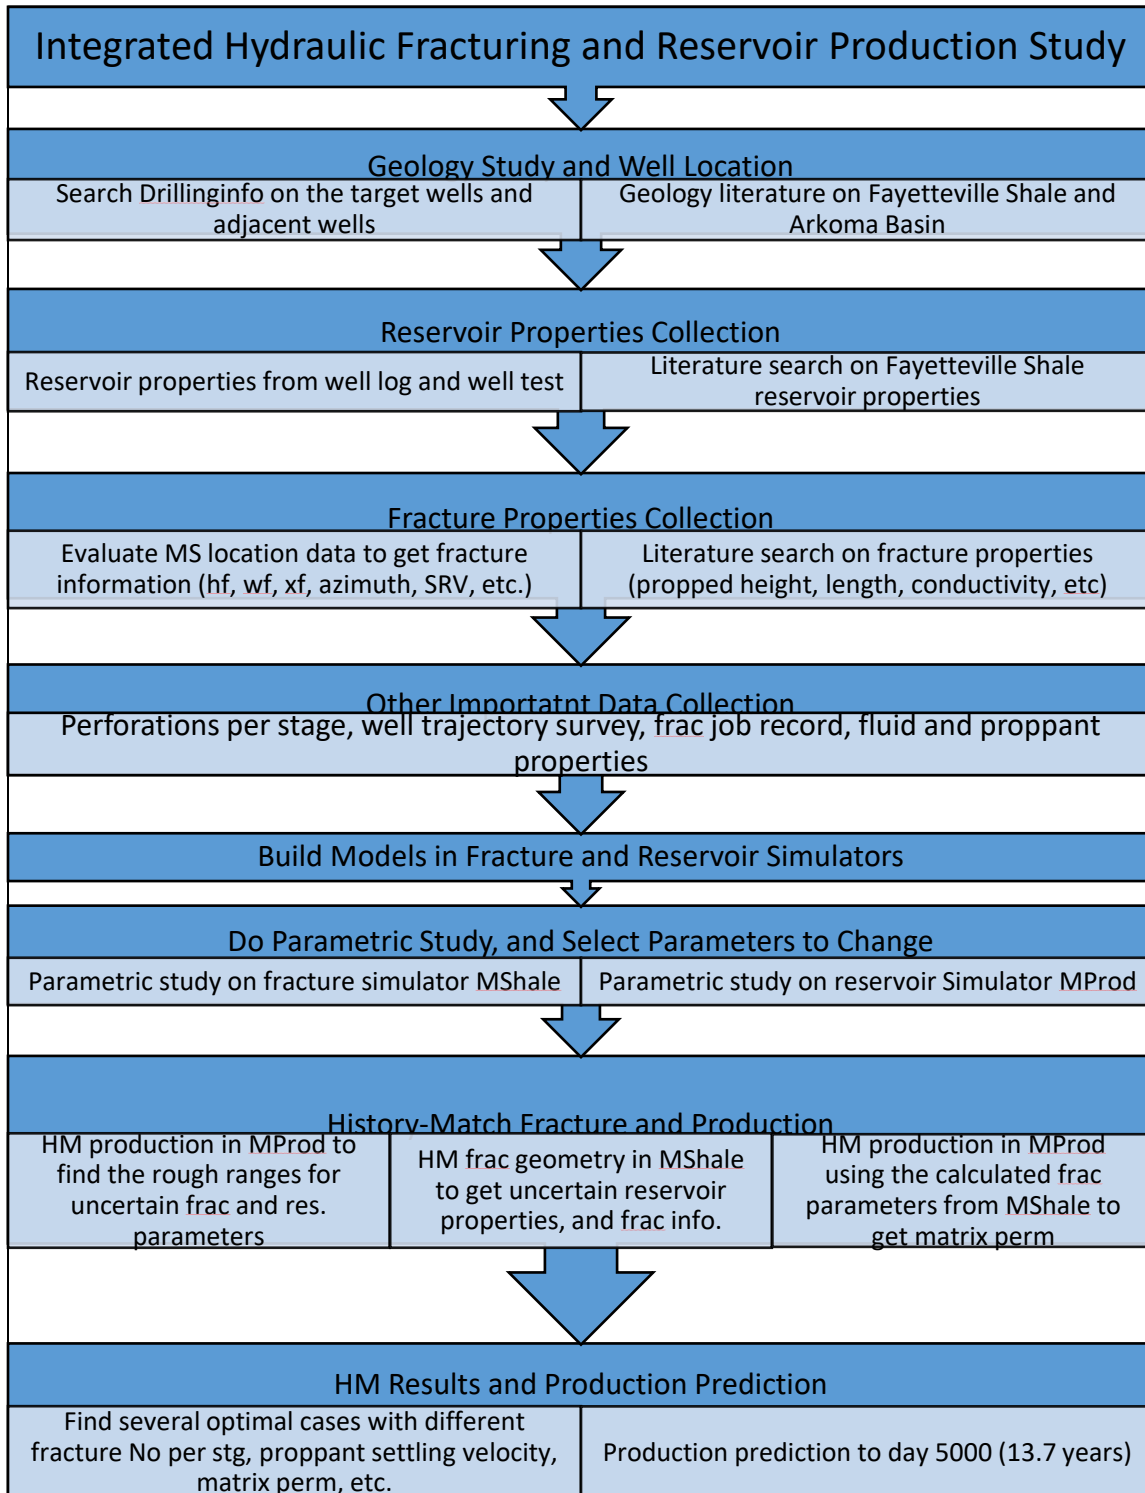 Integrated Hydraulic Fracturing and Reservoir Production Study
Geology Study and Well Location
Search Drillinginfo on the target wells and
adjacent wells
Geology literature on Fayetteville Shale and
Arkoma Basin
Reservoir Properties Collection
Reservoir properties from well log and well test
Literature search on Fayetteville Shale
reservoir properties
Fracture Properties Collection
Evaluate MS location data to get fracture
information (hf, wf, xf, azimuth, SRV, etc.)
Literature search on fracture properties
(propped height, length, conductivity, etc)
Other Importatnt Data Collection
Perforations per stage, well trajectory survey, frac job record, fluid and proppant
properties
Build Models in Fracture and Reservoir Simulators
Do Parametric Study, and Select Parameters to Change
Parametric study on fracture simulator MShale
Parametric study on reservoir Simulator MProd
History-Match Fracture and Production
HM production in MProd to
find the rough ranges for
uncertain frac and res.
parameters
HM frac geometry in MShale
to get uncertain reservoir
properties, and frac info.
HM production in MProd
using the calculated frac
parameters from MShale to
get matrix perm
HM Results and Production Prediction
Find several optimal cases with different
fracture No per stg, proppant settling velocity,
matrix perm, etc.
Production prediction to day 5000 (13.7 years)